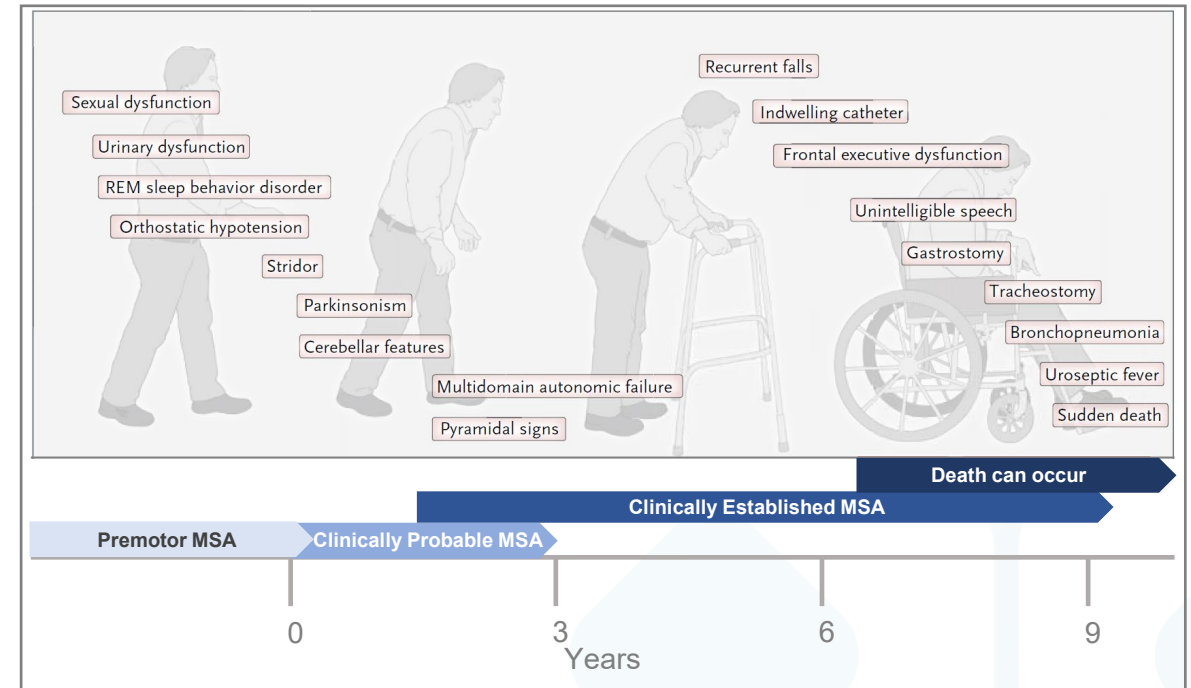 Recurrent falls
Sexual dysfunction
Indwelling catheter
Urinary dysfunction
Frontal executive dysfunction
REM sleep behavior disorder
Unintelligible speech
Orthostatic hypotension
Gastrostomy
Stridor
Tracheostomy
Parkinsonism
Bronchopneumonia
Cerebellar features
Uroseptic fever
Multidomain autonomic failure
Sudden death
Pyramidal signs
Death can occur
Clinically Established MSA
Premotor MSA
Clinically Probable MSA
0 3 6 9
Years